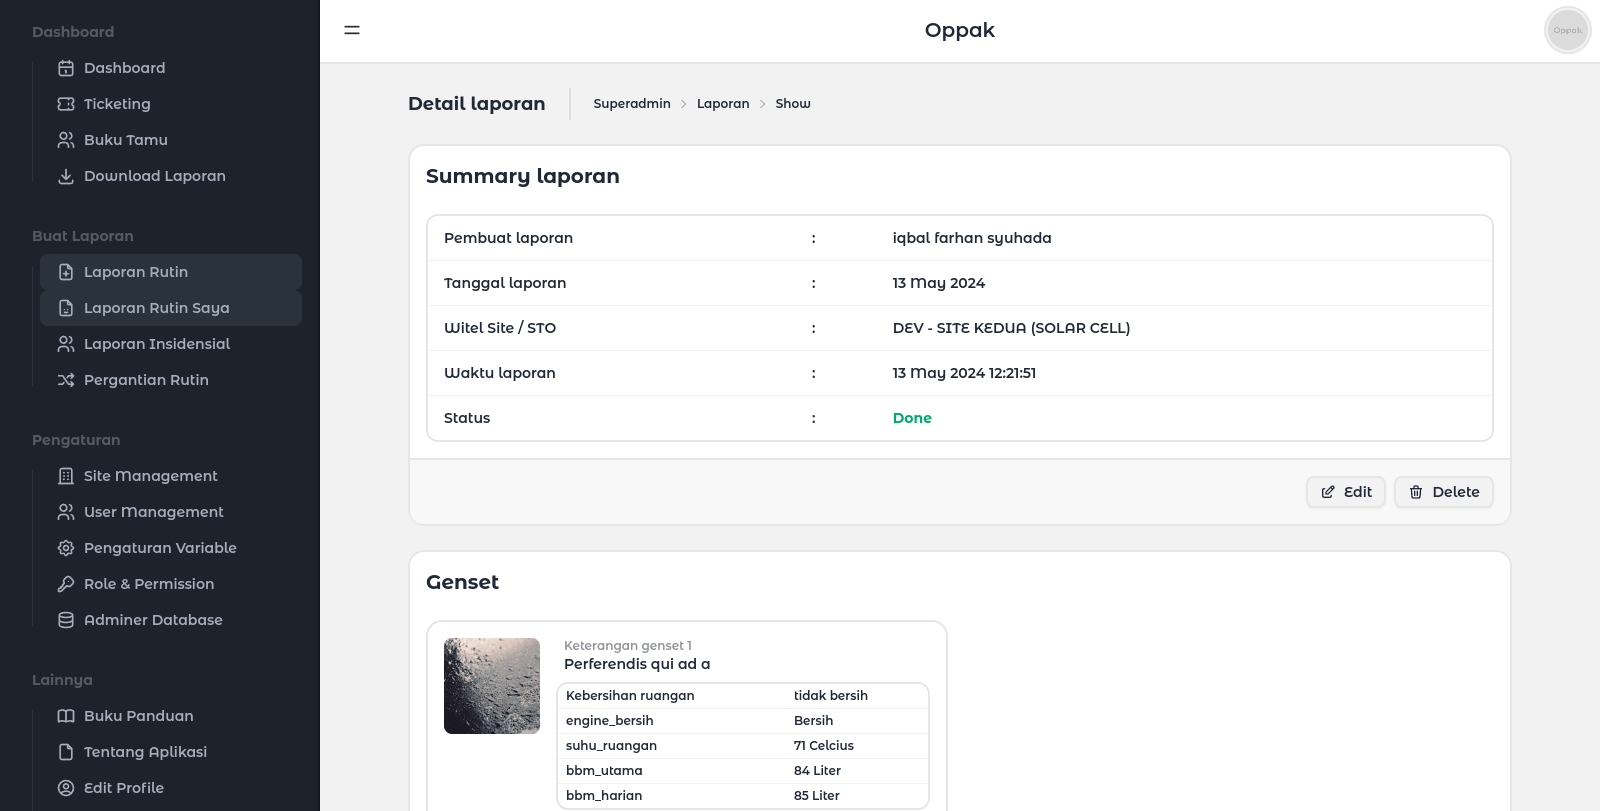 Dashboard
Dashboard
Ticketing
Buku Tamu
Download Laporan
Buat Laporan
Laporan Rutin
Laporan Rutin Saya
Laporan Insidensial
Pergantian Rutin
Pengaturan
Site Management
User Management
Pengaturan Variable
Role & Permission
Adminer Database
Lainnya
Buku Panduan
Tentang Aplikasi
Edit Profile
Oppak
Oppak
Detail laporan
Superadmin > Laporan > Show
Summary laporan
Pembuat laporan : iqbal farhan syuhada
Tanggal laporan : 13 May 2024
Witel Site / STO : DEV - SITE KEDUA (SOLAR CELL)
Waktu laporan : 13 May 2024 12:21:51
Status : Done
Edit Delete
Genset
Keterangan genset 1
Perferendis qui ad a
Kebersihan ruangan tidak bersih
engine_bersih Bersih
suhu_ruangan 71 Celcius
bbm_utama 84 Liter
bbm_harian 85 Liter